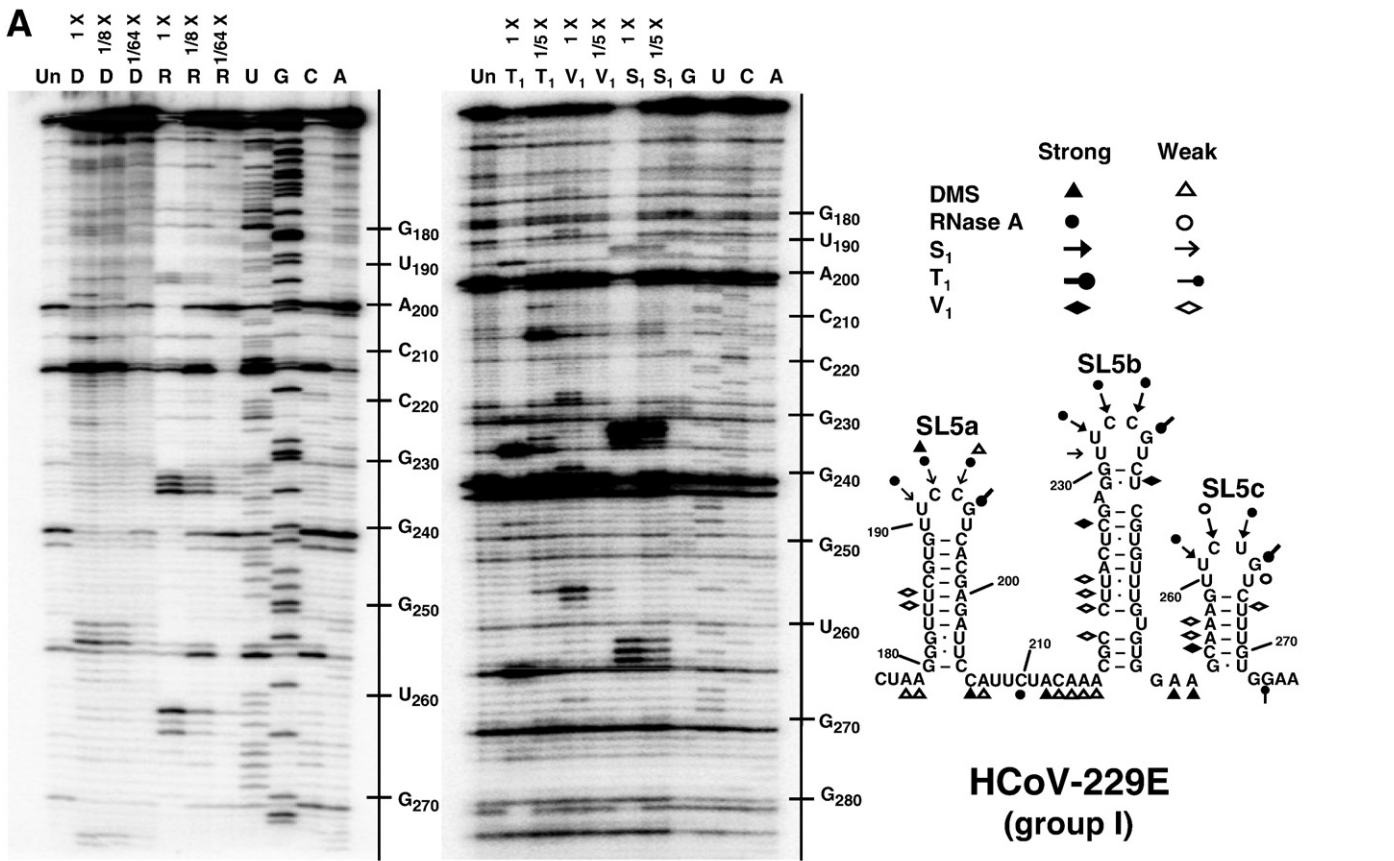 A
1 X 1/8 X 1/64 X 1 X 1/8 X 1/64 X
Un D D D R R R U G C A
G180
U190
A200
C210
C220
G230
G240
G250
U260
G270
1 X 1/5 X 1 X 1/5 X 1 X 1/5 X
Un T1 T1 V1 V1 S1 S1 G U C A
G180
U190
A200
C210
C220
G230
G240
G250
U260
G270
G280
Strong Weak
DMS
RNase A
S1
T1
V1
SL5a
190
200
180
SL5b
230
210
SL5c
260
270
CUAA
CAUUCUACAAA
GAA
GGAA
HCoV-229E
(group I)